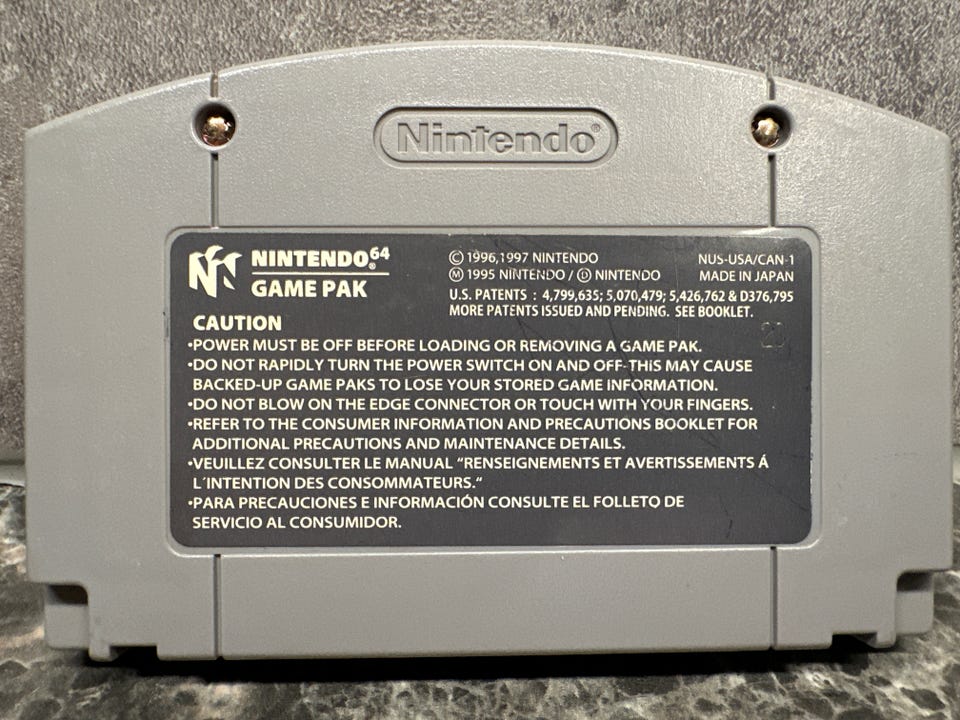 Nintendo®
NINTENDO64®
GAME PAK
© 1996,1997 NINTENDO
Ⓜ 1995 NINTENDO / Ⓓ NINTENDO
NUS-USA/CAN-1
MADE IN JAPAN
U.S. PATENTS : 4,799,635; 5,070,479; 5,426,762 & D376,795
MORE PATENTS ISSUED AND PENDING. SEE BOOKLET.
CAUTION
•POWER MUST BE OFF BEFORE LOADING OR REMOVING A GAME PAK.
•DO NOT RAPIDLY TURN THE POWER SWITCH ON AND OFF-THIS MAY CAUSE
BACKED-UP GAME PAKS TO LOSE YOUR STORED GAME INFORMATION.
•DO NOT BLOW ON THE EDGE CONNECTOR OR TOUCH WITH YOUR FINGERS.
•REFER TO THE CONSUMER INFORMATION AND PRECAUTIONS BOOKLET FOR
ADDITIONAL PRECAUTIONS AND MAINTENANCE DETAILS.
•VEUILLEZ CONSULTER LE MANUAL “RENSEIGNEMENTS ET AVERTISSEMENTS Á
L´INTENTION DES CONSOMMATEURS.“
•PARA PRECAUCIONES E INFORMACIÓN CONSULTE EL FOLLETO DE
SERVICIO AL CONSUMIDOR.